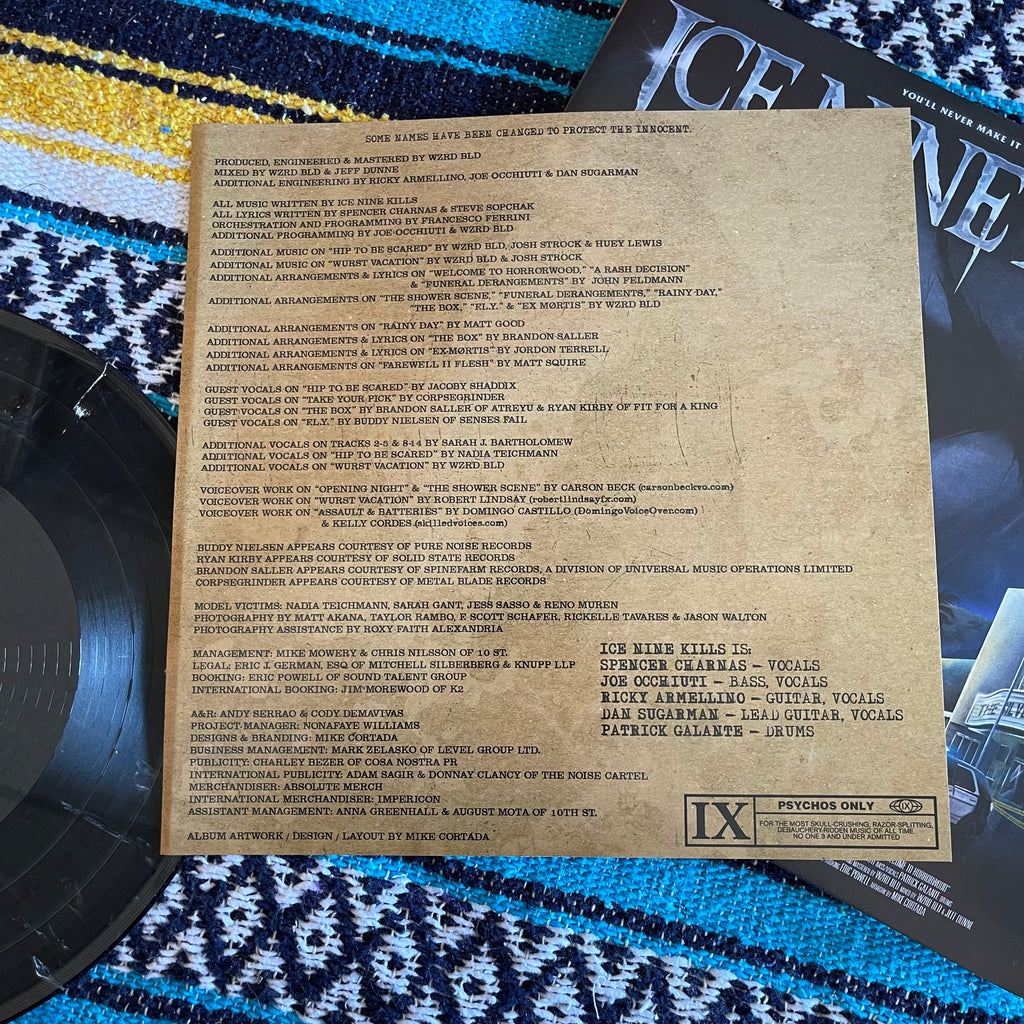 ICE NINE
YOU'LL NEVER MAKE IT
SOME NAMES HAVE BEEN CHANGED TO PROTECT THE INNOCENT.
PRODUCED, ENGINEERED & MASTERED BY WZRD BLD
MIXED BY WZRD BLD & JEFF DUNNE
ADDITIONAL ENGINEERING BY RICKY ARMELLINO, JOE OCCHIUTI & DAN SUGARMAN
ALL MUSIC WRITTEN BY ICE NINE KILLS
ALL LYRICS WRITTEN BY SPENCER CHARNAS & STEVE SOPCHAK
ORCHESTRATION AND PROGRAMMING BY FRANCESCO FERRINI
ADDITIONAL PROGRAMMING BY JOE OCCHIUTI & WZRD BLD
ADDITIONAL MUSIC ON "HIP TO BE SCARED" BY WZRD BLD, JOSH STROCK & HUEY LEWIS
ADDITIONAL MUSIC ON "WURST VACATION" BY WZRD BLD & JOSH STROCK
ADDITIONAL ARRANGEMENTS & LYRICS ON "WELCOME TO HORRORWOOD," "A RASH DECISION"
& "FUNERAL DERANGEMENTS" BY JOHN FELDMANN
ADDITIONAL ARRANGEMENTS ON "THE SHOWER SCENE," "FUNERAL DERANGEMENTS," "RAINY DAY,"
"THE BOX," "F.L.Y." & "EX MØRTIS" BY WZRD BLD
ADDITIONAL ARRANGEMENTS ON "RAINY DAY" BY MATT GOOD
ADDITIONAL ARRANGEMENTS & LYRICS ON "THE BOX" BY BRANDON SALLER
ADDITIONAL ARRANGEMENTS & LYRICS ON "EX-MØRTIS" BY JORDON TERRELL
ADDITIONAL ARRANGEMENTS ON "FAREWELL II FLESH" BY MATT SQUIRE
GUEST VOCALS ON "HIP TO BE SCARED" BY JACOBY SHADDIX
GUEST VOCALS ON "TAKE YOUR PICK" BY CORPSEGRINDER
GUEST VOCALS ON "THE BOX" BY BRANDON SALLER OF ATREYU & RYAN KIRBY OF FIT FOR A KING
GUEST VOCALS ON "F.L.Y." BY BUDDY NIELSEN OF SENSES FAIL
ADDITIONAL VOCALS ON TRACKS 2-5 & 8-14 BY SARAH J. BARTHOLOMEW
ADDITIONAL VOCALS ON "HIP TO BE SCARED" BY NADIA TEICHMANN
ADDITIONAL VOCALS ON "WURST VACATION" BY WZRD BLD
VOICEOVER WORK ON "OPENING NIGHT" & "THE SHOWER SCENE" BY CARSON BECK (carsonbeckvo.com)
VOICEOVER WORK ON "WURST VACATION" BY ROBERT LINDSAY (robertlindsayfx.com)
VOICEOVER WORK ON "ASSAULT & BATTERIES" BY DOMINGO CASTILLO (DomingoVoiceOver.com)
& KELLY CORDES (skilledvoices.com)
BUDDY NIELSEN APPEARS COURTESY OF PURE NOISE RECORDS
RYAN KIRBY APPEARS COURTESY OF SOLID STATE RECORDS
BRANDON SALLER APPEARS COURTESY OF SPINEFARM RECORDS, A DIVISION OF UNIVERSAL MUSIC OPERATIONS LIMITED
CORPSEGRINDER APPEARS COURTESY OF METAL BLADE RECORDS
MODEL VICTIMS: NADIA TEICHMANN, SARAH GANT, JESS SASSO & RENO MUREN
PHOTOGRAPHY BY MATT AKANA, TAYLOR RAMBO, F. SCOTT SCHAFER, RICKELLE TAVARES & JASON WALTON
PHOTOGRAPHY ASSISTANCE BY ROXY FAITH ALEXANDRIA
MANAGEMENT: MIKE MOWERY & CHRIS NILSSON OF 10 ST.
LEGAL: ERIC J. GERMAN, ESQ OF MITCHELL SILBERBERG & KNUPP LLP
BOOKING: ERIC POWELL OF SOUND TALENT GROUP
INTERNATIONAL BOOKING: JIM MOREWOOD OF K2
A&R: ANDY SERRAO & CODY DEMAVIVAS
PROJECT MANAGER: NONAFAYE WILLIAMS
DESIGNS & BRANDING: MIKE CORTADA
BUSINESS MANAGEMENT: MARK ZELASKO OF LEVEL GROUP LTD.
PUBLICITY: CHARLEY BEZER OF COSA NOSTRA PR
INTERNATIONAL PUBLICITY: ADAM SAGIR & DONNAY CLANCY OF THE NOISE CARTEL
MERCHANDISER: ABSOLUTE MERCH
INTERNATIONAL MERCHANDISER: IMPERICON
ASSISTANT MANAGEMENT: ANNA GREENHALL & AUGUST MOTA OF 10TH ST.
ALBUM ARTWORK / DESIGN / LAYOUT BY MIKE CORTADA
ICE NINE KILLS IS:
SPENCER CHARNAS – VOCALS
JOE OCCHIUTI – BASS, VOCALS
RICKY ARMELLINO – GUITAR, VOCALS
DAN SUGARMAN – LEAD GUITAR, VOCALS
PATRICK GALANTE – DRUMS
IX
PSYCHOS ONLY
IX
FOR THE MOST SKULL-CRUSHING, RAZOR-SPLITTING,
DEBAUCHERY-RIDDEN MUSIC OF ALL TIME.
NO ONE 3 AND UNDER ADMITTED
THE SILV
PATRICK GALANTE
ERIC POWELL
WZRD BLD & JEFF DUNNE
MIKE CORTADA